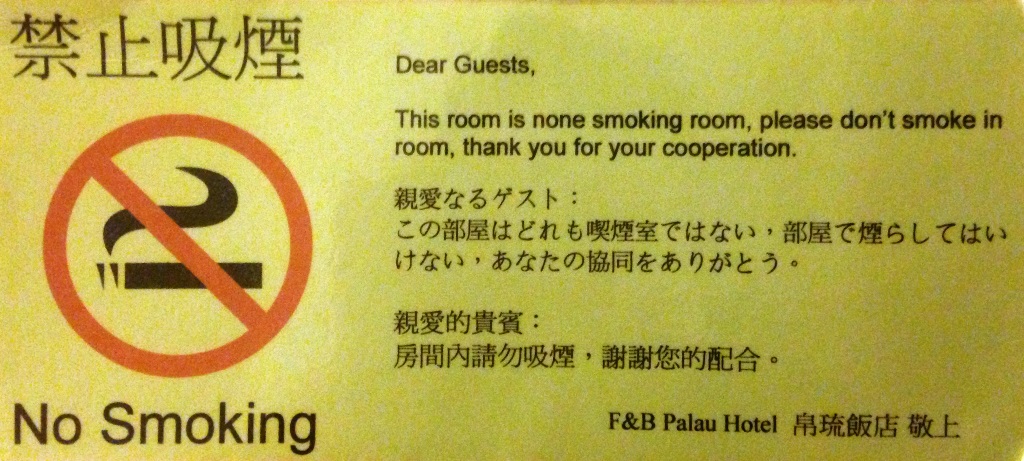 禁止吸煙
No Smoking
Dear Guests,
This room is none smoking room, please don't smoke in
room, thank you for your cooperation.
親愛なるゲスト：
この部屋はどれも喫煙室ではない，部屋で煙らしてはい
けない，あなたの協同をありがとう。
親愛的貴賓：
房間內請勿吸煙，謝謝您的配合。
F&B Palau Hotel 帛琉飯店 敬上